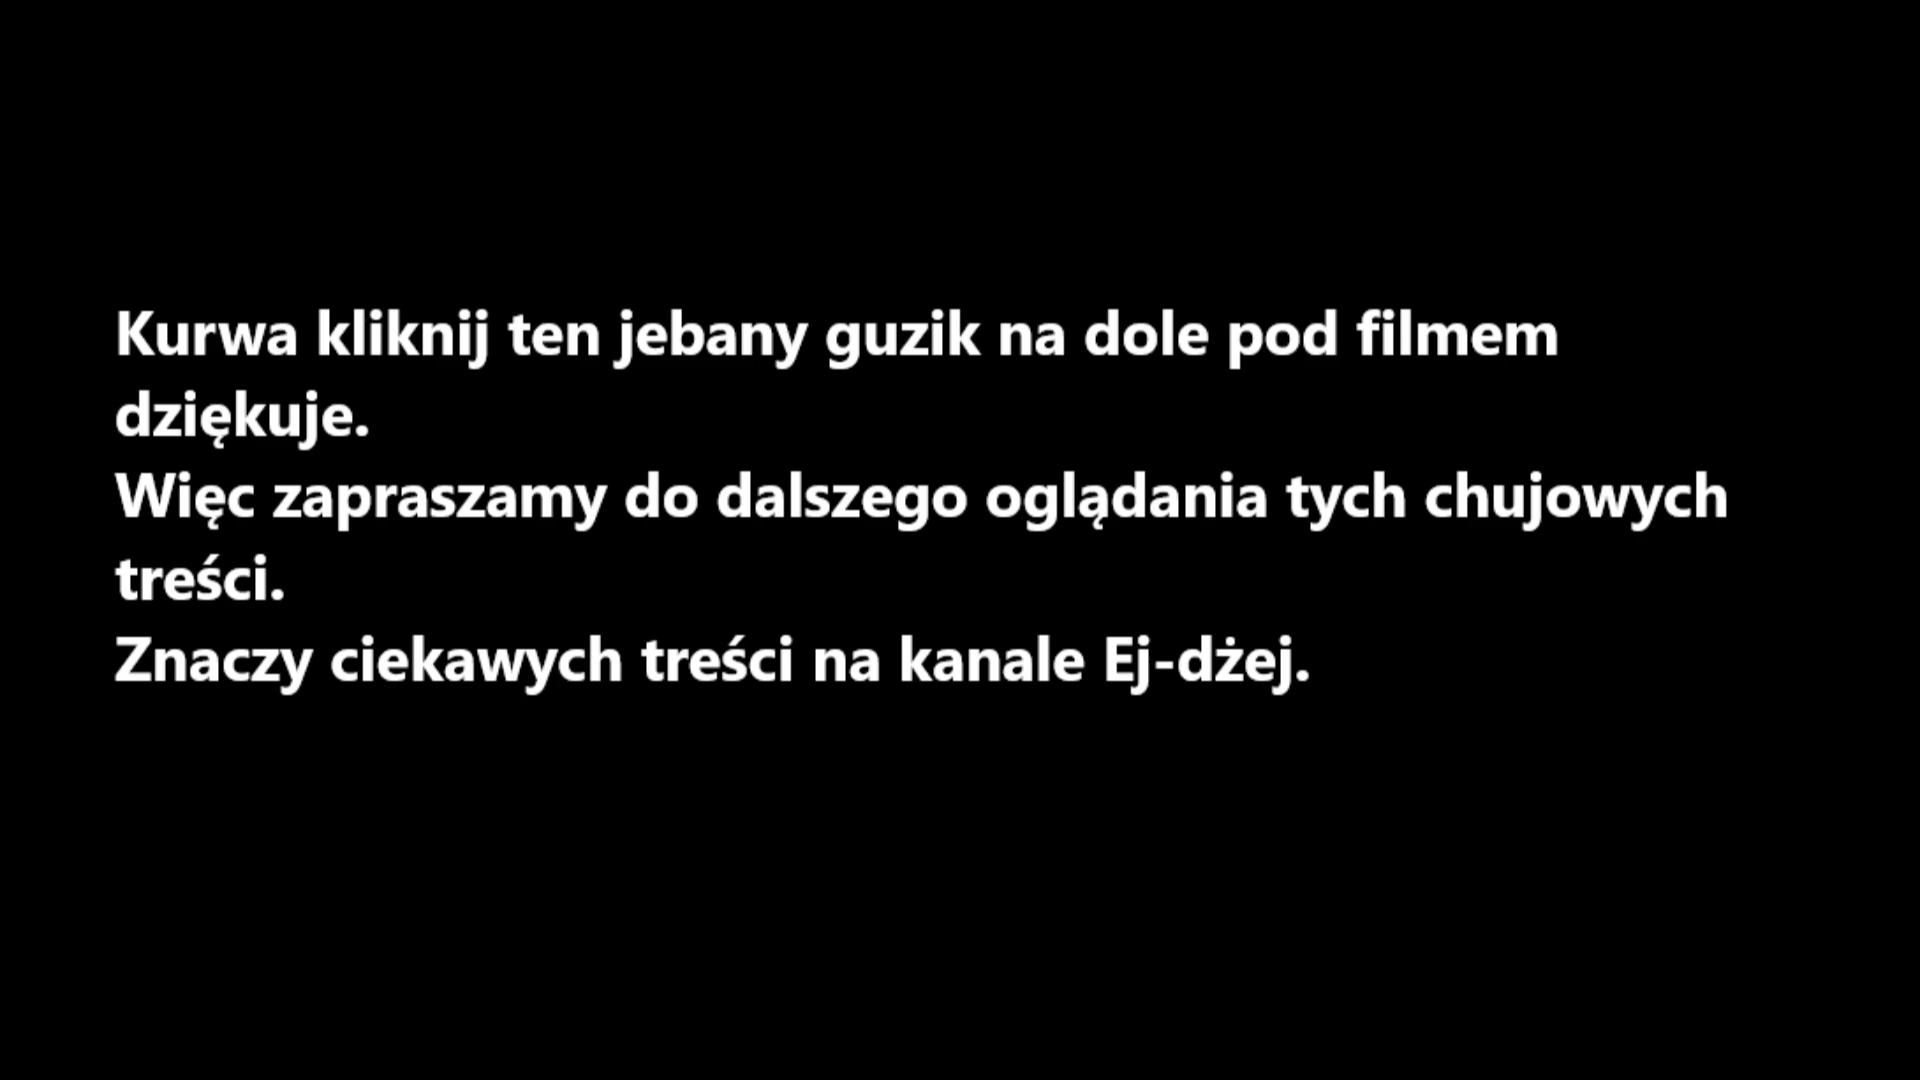 Kurwa kliknij ten jebany guzik na dole pod filmem
dziękuje.
Więc zapraszamy do dalszego oglądania tych chujowych
treści.
Znaczy ciekawych treści na kanale Ej-dżej.